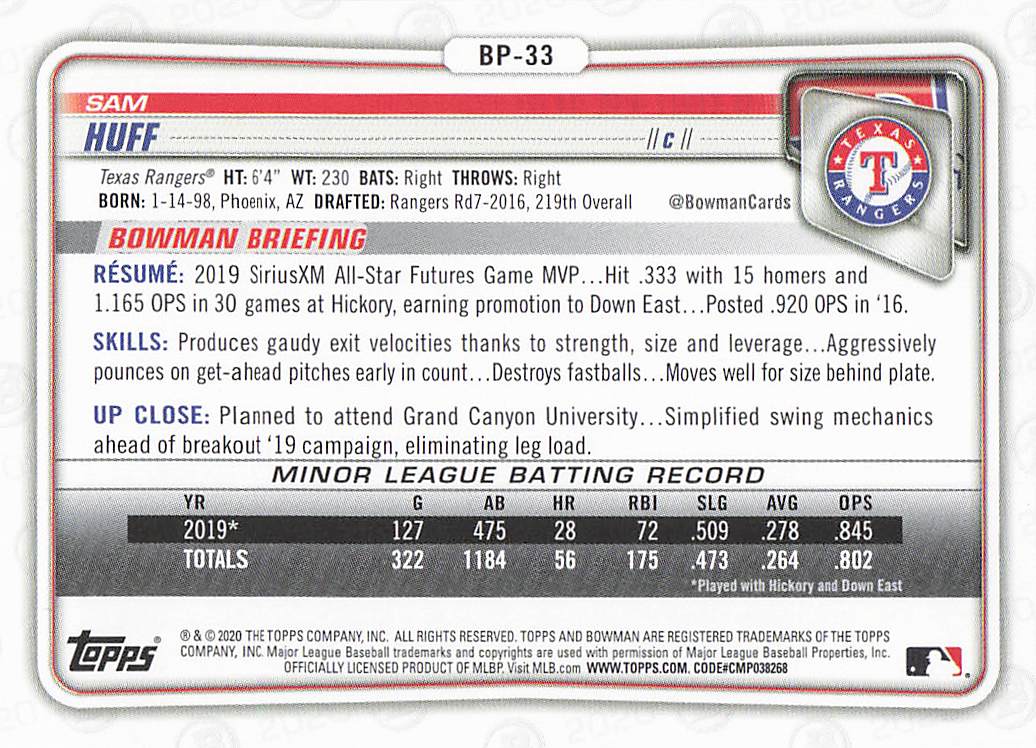 BP-33
SAM
HUFF // C //
TEXAS RANGERS
T
Texas Rangers® HT: 6'4" WT: 230 BATS: Right THROWS: Right
BORN: 1-14-98, Phoenix, AZ DRAFTED: Rangers Rd7-2016, 219th Overall @BowmanCards
BOWMAN BRIEFING
RÉSUMÉ: 2019 SiriusXM All-Star Futures Game MVP...Hit .333 with 15 homers and
1.165 OPS in 30 games at Hickory, earning promotion to Down East...Posted .920 OPS in '16.
SKILLS: Produces gaudy exit velocities thanks to strength, size and leverage...Aggressively
pounces on get-ahead pitches early in count...Destroys fastballs...Moves well for size behind plate.
UP CLOSE: Planned to attend Grand Canyon University...Simplified swing mechanics
ahead of breakout '19 campaign, eliminating leg load.
MINOR LEAGUE BATTING RECORD
YR G AB HR RBI SLG AVG OPS
2019* 127 475 28 72 .509 .278 .845
TOTALS 322 1184 56 175 .473 .264 .802
*Played with Hickory and Down East
topps®
® & © 2020 THE TOPPS COMPANY, INC. ALL RIGHTS RESERVED. TOPPS AND BOWMAN ARE REGISTERED TRADEMARKS OF THE TOPPS
COMPANY, INC. Major League Baseball trademarks and copyrights are used with permission of Major League Baseball Properties, Inc.
OFFICIALLY LICENSED PRODUCT OF MLBP. Visit MLB.com WWW.TOPPS.COM. CODE#CMP038268